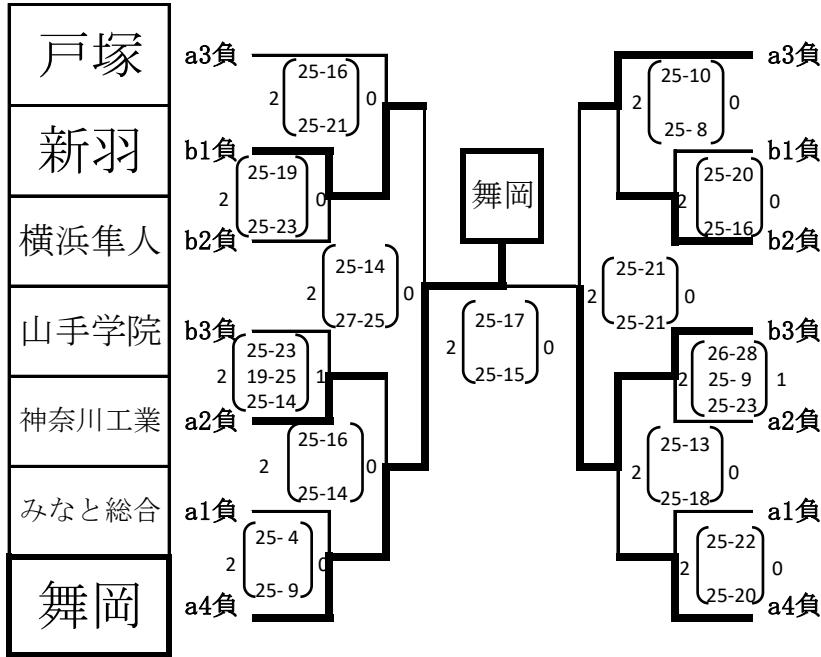 戸塚
新羽
横浜隼人
山手学院
神奈川工業
みなと総合
舞岡
a3負
2 25-16 0
25-21
b1負
25-19
2 0
25-23
b2負
25-14
2 0
27-25
b3負
25-23
2 19-25 1
25-14
a2負
25-16
2 0
25-14
a1負
25- 4
2 0
25- 9
a4負
舞岡
25-17
2 0
25-15
a3負
25-10
2 0
25- 8
b1負
25-20
2 0
25-16
b2負
25-21
2 0
25-21
b3負
26-28
2 25- 9 1
25-23
a2負
25-13
2 0
25-18
a1負
25-22
2 0
25-20
a4負